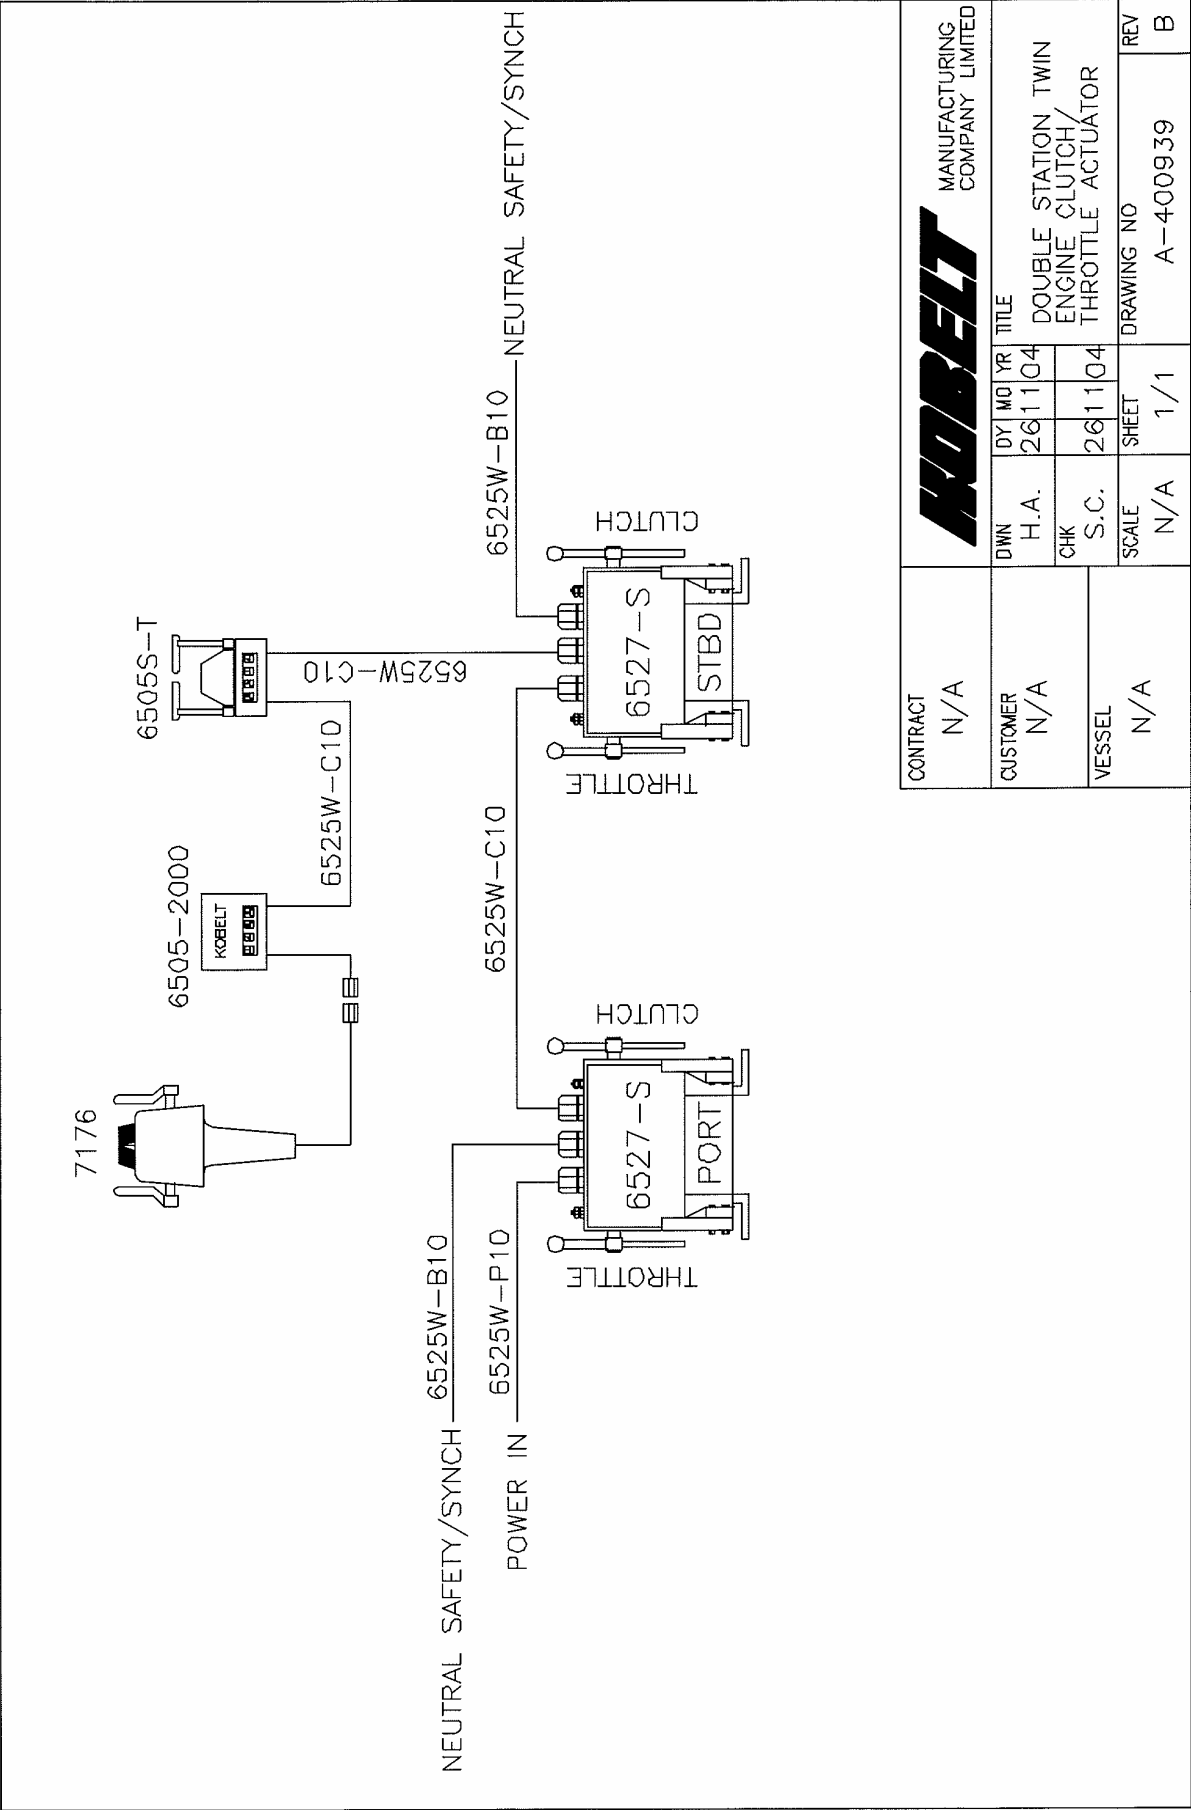 7176
6505-2000
KOBELT
6505S-T
6525W-C10
6525W-C10
NEUTRAL SAFETY/SYNCH
6525W-B10
POWER IN
6525W-P10
6525W-C10
6525W-B10
NEUTRAL SAFETY/SYNCH
THROTTLE
6527-S
PORT
CLUTCH
THROTTLE
6527-S
STBD
CLUTCH
CONTRACT
N/A
CUSTOMER
N/A
VESSEL
N/A
KOBELT
MANUFACTURING
COMPANY LIMITED
DWN
H.A.
DY MO YR
26 11 04
CHK
S.C.
26 11 04
TITLE
DOUBLE STATION TWIN
ENGINE CLUTCH/
THROTTLE ACTUATOR
SCALE
N/A
SHEET
1/1
DRAWING NO
A-400939
REV
B